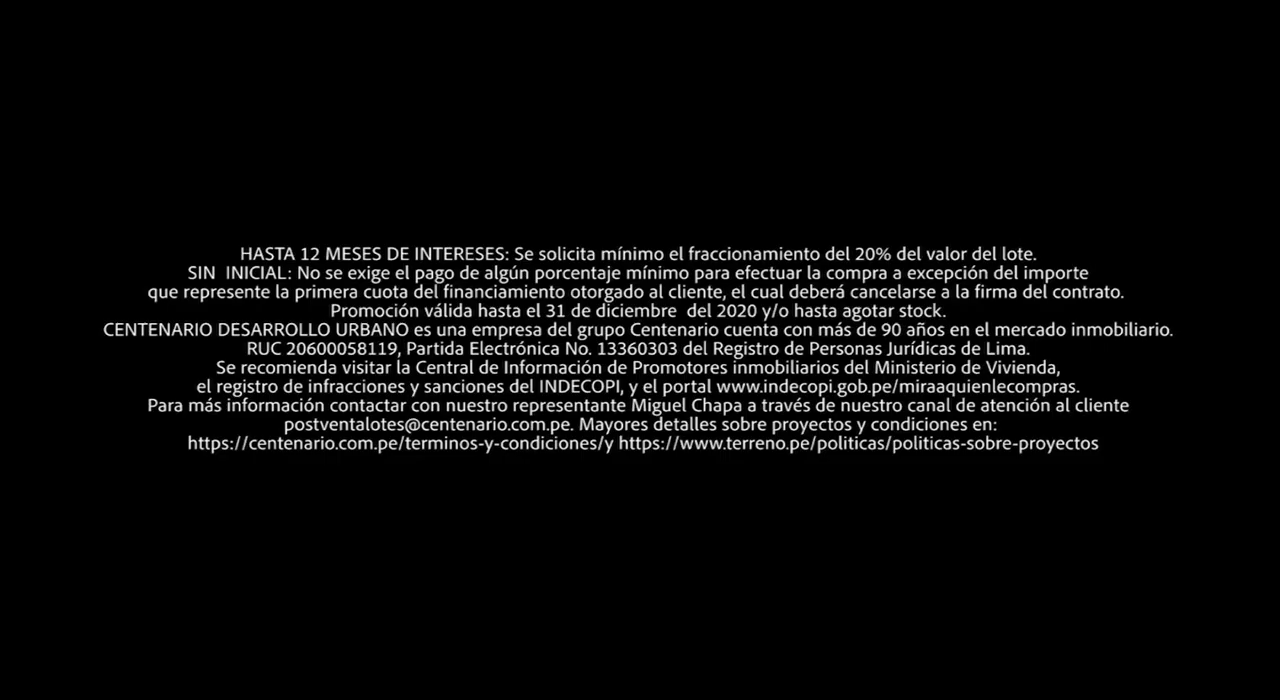 HASTA 12 MESES DE INTERESES: Se solicita mínimo el fraccionamiento del 20% del valor del lote.
SIN  INICIAL: No se exige el pago de algún porcentaje mínimo para efectuar la compra a excepción del importe
que represente la primera cuota del financiamiento otorgado al cliente, el cual deberá cancelarse a la firma del contrato.
Promoción válida hasta el 31 de diciembre  del 2020 y/o hasta agotar stock.
CENTENARIO DESARROLLO URBANO es una empresa del grupo Centenario cuenta con más de 90 años en el mercado inmobiliario.
RUC 20600058119, Partida Electrónica No. 13360303 del Registro de Personas Jurídicas de Lima.
Se recomienda visitar la Central de Información de Promotores inmobiliarios del Ministerio de Vivienda,
el registro de infracciones y sanciones del INDECOPI, y el portal www.indecopi.gob.pe/miraaquienlecompras.
Para más información contactar con nuestro representante Miguel Chapa a través de nuestro canal de atención al cliente
postventalotes@centenario.com.pe. Mayores detalles sobre proyectos y condiciones en:
https://centenario.com.pe/terminos-y-condiciones/y https://www.terreno.pe/politicas/politicas-sobre-proyectos